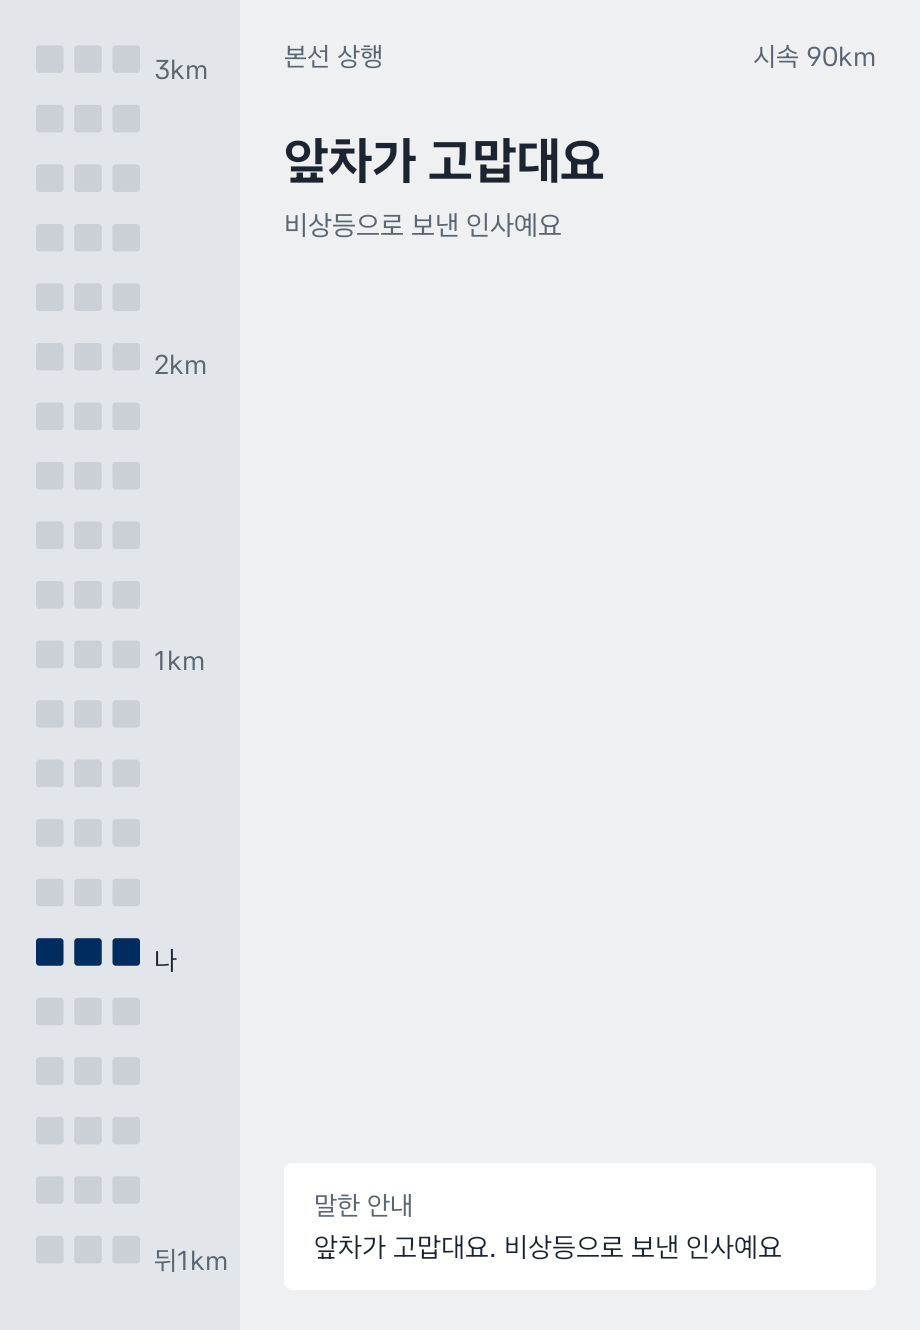 본선 상행
시속 90km
앞차가 고맙대요
비상등으로 보낸 인사예요
3km
2km
1km
나
뒤1km
말한 안내
앞차가 고맙대요. 비상등으로 보낸 인사예요